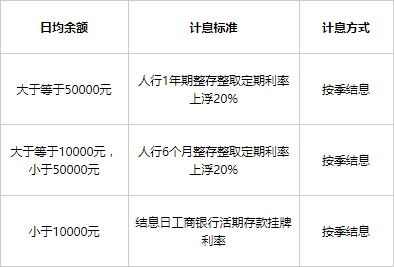 日均余额 计息标准 计息方式
大于等于50000元 人行1年期整存整取定期利率 按季结息
上浮20%
大于等于10000元， 人行6个月整存整取定期利率 按季结息
小于50000元 上浮20%
小于10000元 结息日工商银行活期存款挂牌 按季结息
利率